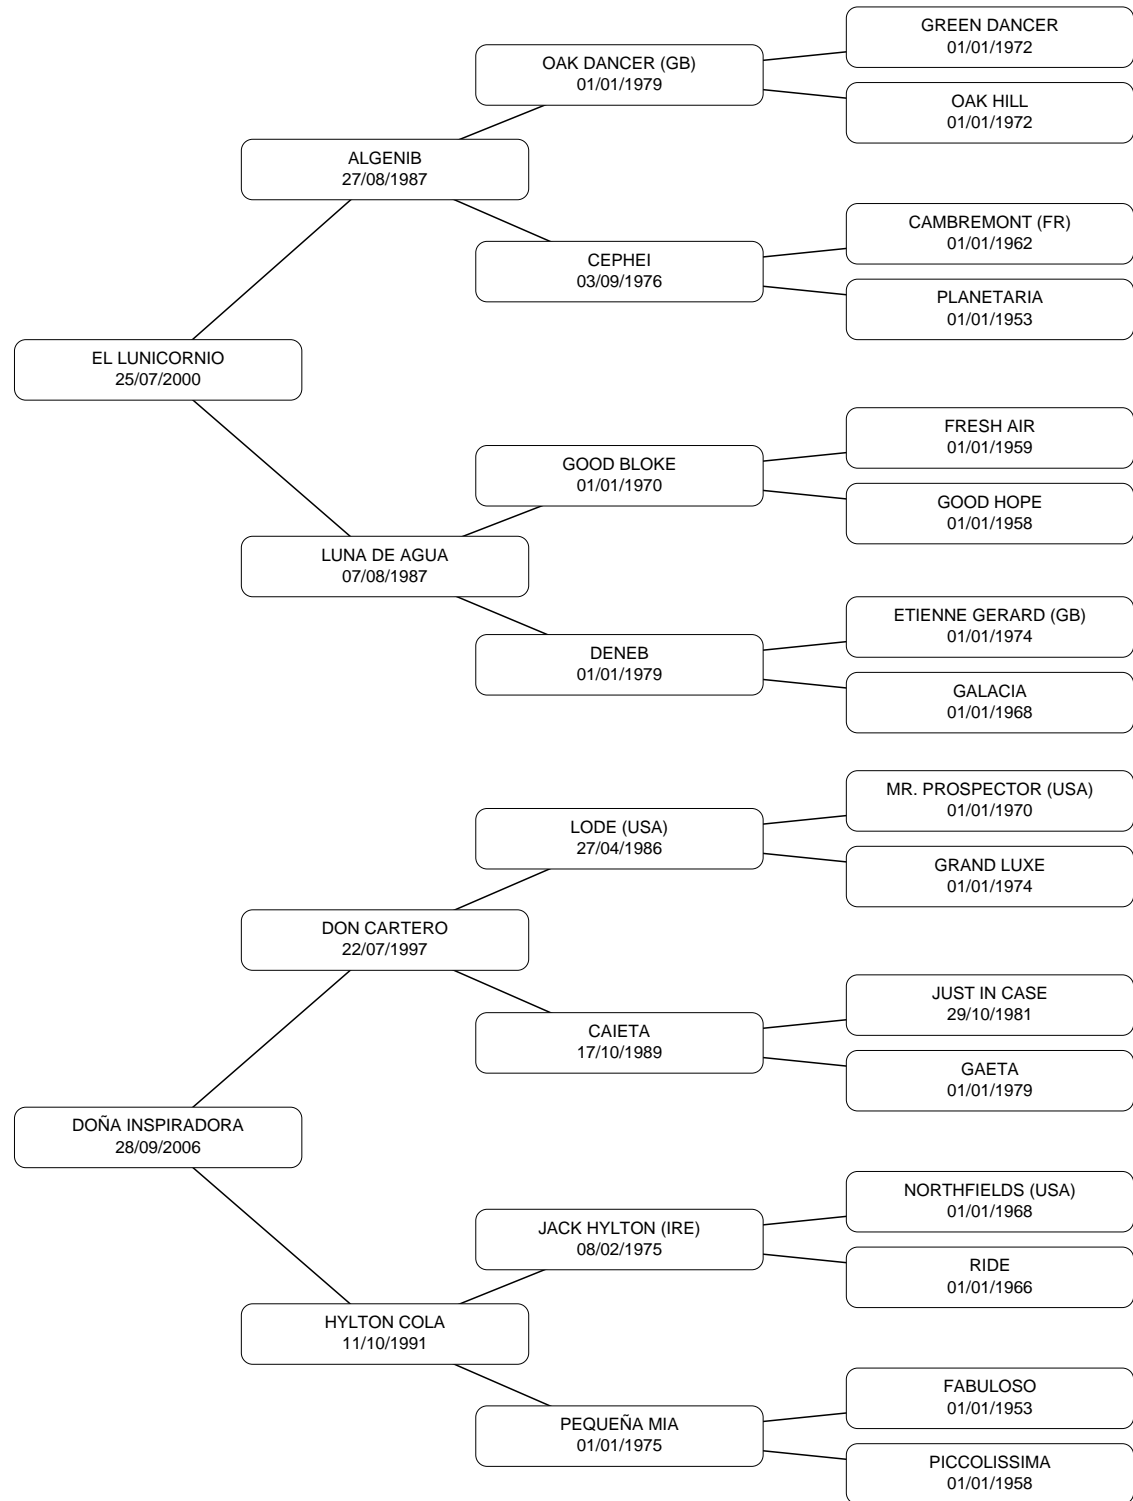 GREEN DANCER
01/01/1972
OAK DANCER (GB)
01/01/1979
OAK HILL
01/01/1972
ALGENIB
27/08/1987
CAMBREMONT (FR)
01/01/1962
CEPHEI
03/09/1976
PLANETARIA
01/01/1953
EL LUNICORNIO
25/07/2000
FRESH AIR
01/01/1959
GOOD BLOKE
01/01/1970
GOOD HOPE
01/01/1958
LUNA DE AGUA
07/08/1987
ETIENNE GERARD (GB)
01/01/1974
DENEB
01/01/1979
GALACIA
01/01/1968
MR. PROSPECTOR (USA)
01/01/1970
LODE (USA)
27/04/1986
GRAND LUXE
01/01/1974
DON CARTERO
22/07/1997
JUST IN CASE
29/10/1981
CAIETA
17/10/1989
GAETA
01/01/1979
DOÑA INSPIRADORA
28/09/2006
NORTHFIELDS (USA)
01/01/1968
JACK HYLTON (IRE)
08/02/1975
RIDE
01/01/1966
HYLTON COLA
11/10/1991
FABULOSO
01/01/1953
PEQUEÑA MIA
01/01/1975
PICCOLISSIMA
01/01/1958